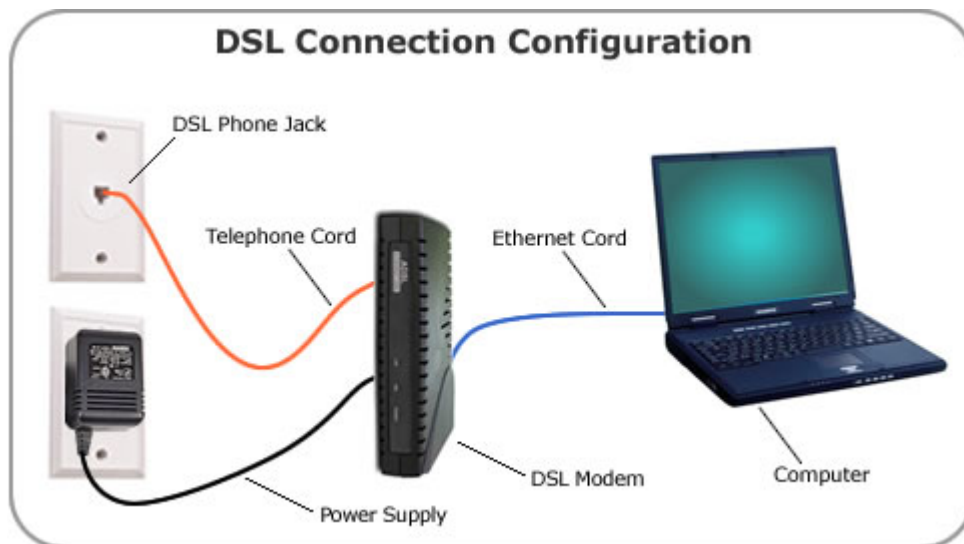 DSL Connection Configuration
DSL Phone Jack
Telephone Cord
Ethernet Cord
DSL Modem
Computer
Power Supply